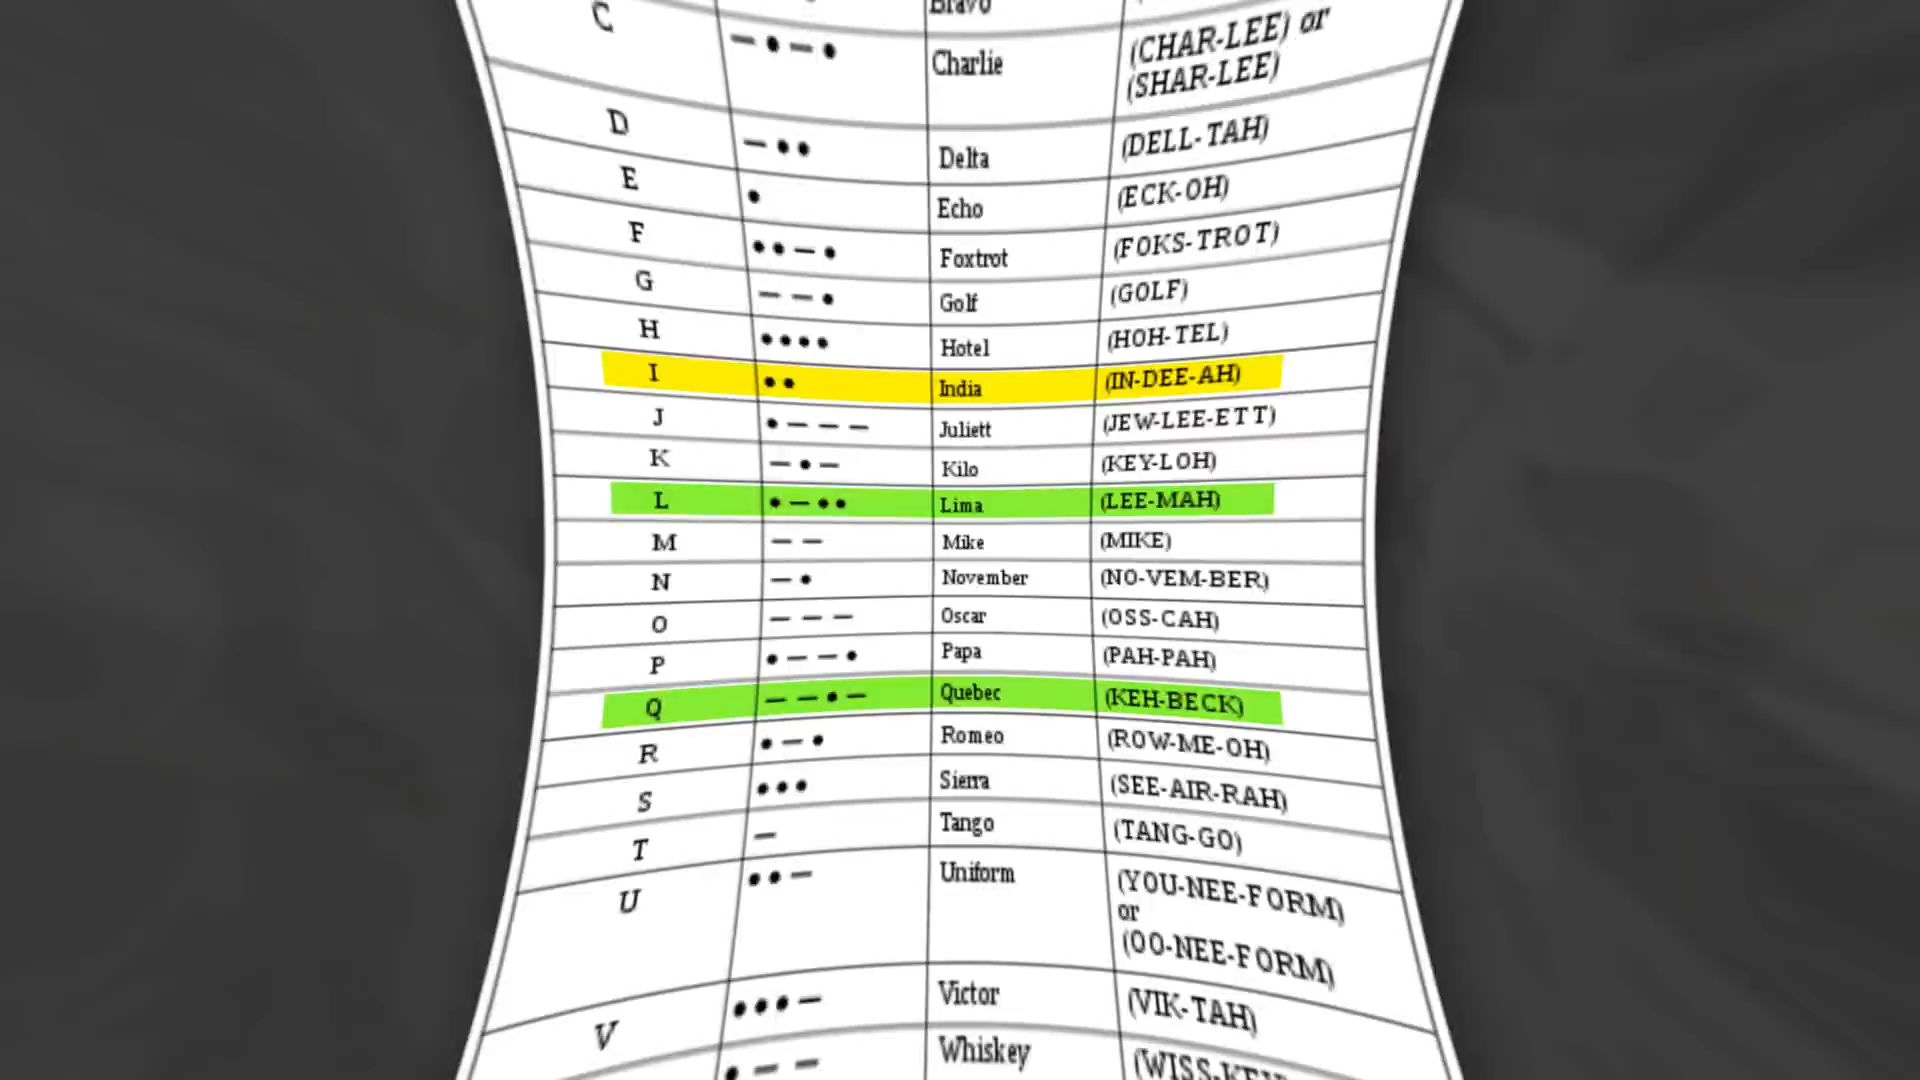 Bravo
C — • — • Charlie (CHAR-LEE) or
(SHAR-LEE)
D — • • Delta (DELL-TAH)
E • Echo (ECK-OH)
F • • — • Foxtrot (FOKS-TROT)
G — — • Golf (GOLF)
H • • • • Hotel (HOH-TEL)
I • • India (IN-DEE-AH)
J • — — — Juliett (JEW-LEE-ETT)
K — • — Kilo (KEY-LOH)
L • — • • Lima (LEE-MAH)
M — — Mike (MIKE)
N — • November (NO-VEM-BER)
O — — — Oscar (OSS-CAH)
P • — — • Papa (PAH-PAH)
Q — — • — Quebec (KEH-BECK)
R • — • Romeo (ROW-ME-OH)
S • • • Sierra (SEE-AIR-RAH)
T — Tango (TANG-GO)
U • • — Uniform (YOU-NEE-FORM)
or
(OO-NEE-FORM)
V • • • — Victor (VIK-TAH)
• — — Whiskey